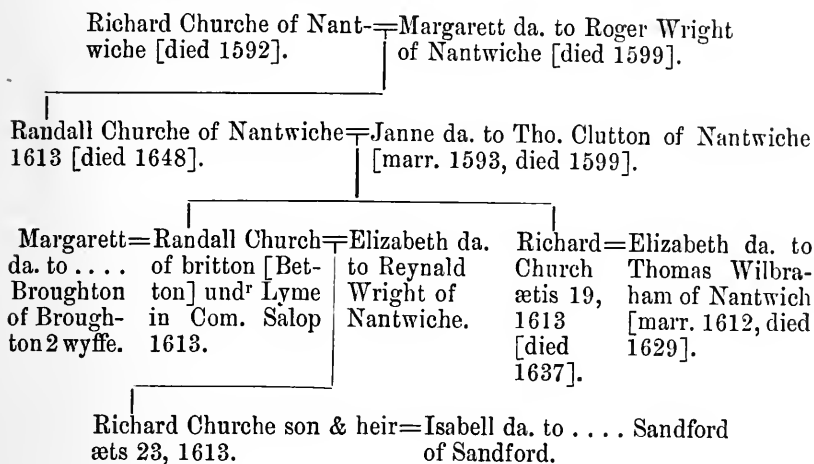 Richard Churche of Nant-=Margarett da. to Roger Wright
wiche [died 1592]. of Nantwiche [died 1599].
Randall Churche of Nantwiche=Janne da. to Tho. Clutton of Nantwiche
1613 [died 1648]. [marr. 1593, died 1599].
Margarett=Randall Church=Elizabeth da.
da. to .... of britton [Bet- to Reynald
Broughton ton] undʳ Lyme Wright of
of Brough- in Com. Salop Nantwiche.
ton 2 wyffe. 1613.
Richard=Elizabeth da. to
Church Thomas Wilbra-
ætis 19, ham of Nantwich
1613 [marr. 1612, died
[died 1629].
1637].
Richard Churche son & heir=Isabell da. to .... Sandford
æts 23, 1613. of Sandford.